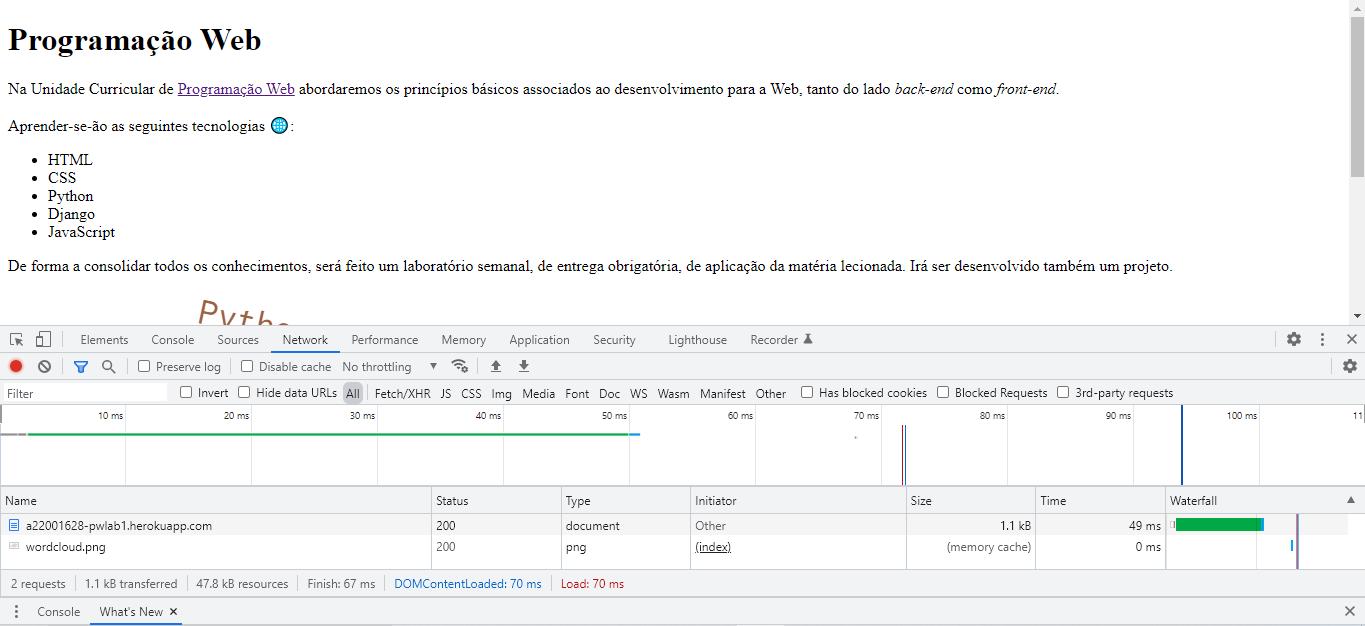 Programação Web
Na Unidade Curricular de Programação Web abordaremos os princípios básicos associados ao desenvolvimento para a Web, tanto do lado back-end como front-end.
Aprender-se-ão as seguintes tecnologias 🌐:
• HTML
• CSS
• Python
• Django
• JavaScript
De forma a consolidar todos os conhecimentos, será feito um laboratório semanal, de entrega obrigatória, de aplicação da matéria lecionada. Irá ser desenvolvido também um projeto.
Pytho
Elements Console Sources Network Performance Memory Application Security Lighthouse Recorder
Preserve log Disable cache No throttling
Filter Invert Hide data URLs All Fetch/XHR JS CSS Img Media Font Doc WS Wasm Manifest Other Has blocked cookies Blocked Requests 3rd-party requests
10 ms 20 ms 30 ms 40 ms 50 ms 60 ms 70 ms 80 ms 90 ms 100 ms 11
Name Status Type Initiator Size Time Waterfall
a22001628-pwlab1.herokuapp.com 200 document Other 1.1 kB 49 ms
wordcloud.png 200 png (index) (memory cache) 0 ms
2 requests 1.1 kB transferred 47.8 kB resources Finish: 67 ms DOMContentLoaded: 70 ms Load: 70 ms
Console What's New